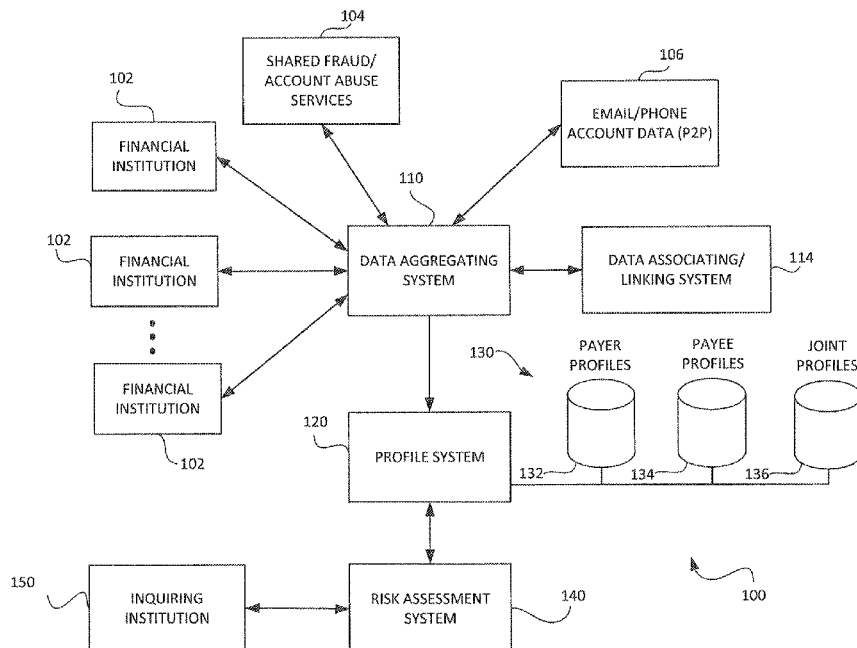 104
SHARED FRAUD/
ACCOUNT ABUSE
SERVICES
106
EMAIL/PHONE
ACCOUNT DATA (P2P)
102
FINANCIAL
INSTITUTION
110
102
FINANCIAL
INSTITUTION
DATA AGGREGATING
SYSTEM
DATA ASSOCIATING/
LINKING SYSTEM
114
102
FINANCIAL
INSTITUTION
130
PAYER
PROFILES
PAYEE
PROFILES
JOINT
PROFILES
120
PROFILE SYSTEM
132
134
136
150
INQUIRING
INSTITUTION
RISK ASSESSMENT
SYSTEM
140
100